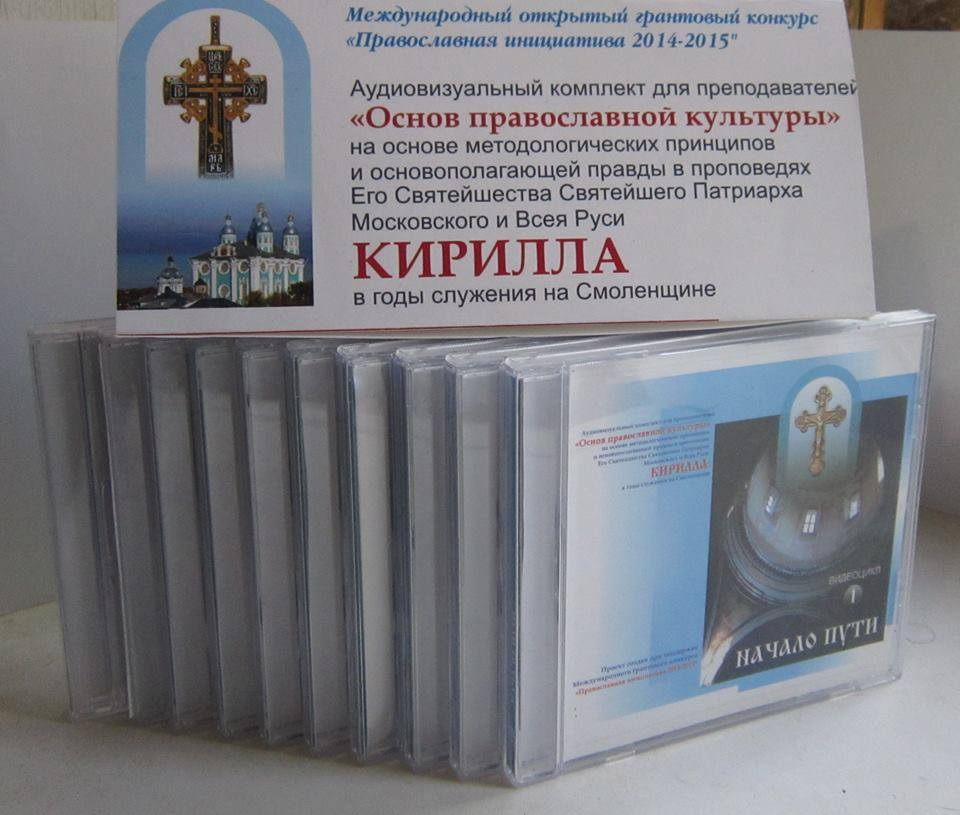 Международный открытый грантовый конкурс
«Православная инициатива 2014-2015"
Аудиовизуальный комплект для преподавателей
«Основ православной культуры»
на основе методологических принципов
и основополагающей правды в проповедях
Его Святейшества Святейшего Патриарха
Московского и Всея Руси
КИРИЛЛА
в годы служения на Смоленщине
Аудиовизуальный комплект для преподавателей
«Основ православной культуры»
на основе методологических принципов
и основополагающей правды в проповедях
Его Святейшества Святейшего Патриарха
Московского и Всея Руси
КИРИЛЛА
в годы служения на Смоленщине
ВИДЕОЦИКЛ
1
НАЧАЛО ПУТИ
Проект создан при поддержке
Международного грантового конкурса
«Православная инициатива 2014-2015"